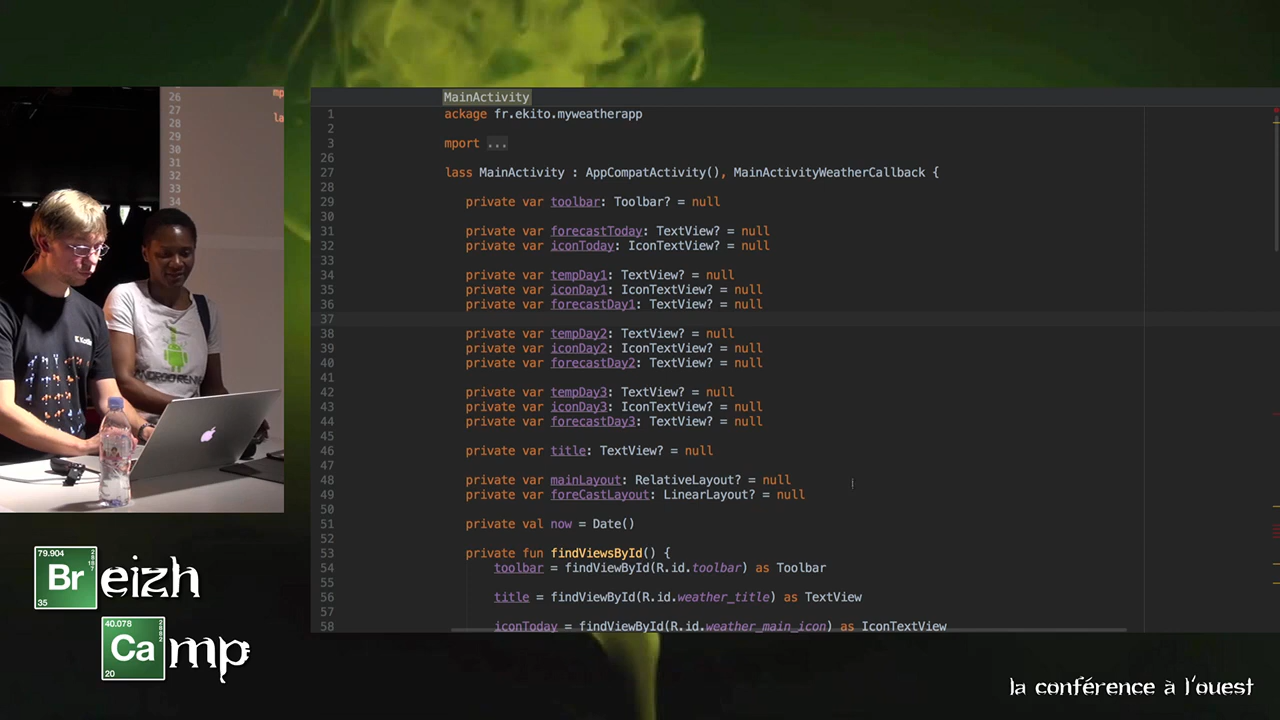 26
27
28
29
30
31
32
33
34
mp
la
Kotlin
ANDROID
MainActivity
1 ackage fr.ekito.myweatherapp
2
3 mport ...
26
27 lass MainActivity : AppCompatActivity(), MainActivityWeatherCallback {
28
29 private var toolbar: Toolbar? = null
30
31 private var forecastToday: TextView? = null
32 private var iconToday: IconTextView? = null
33
34 private var tempDay1: TextView? = null
35 private var iconDay1: IconTextView? = null
36 private var forecastDay1: TextView? = null
37
38 private var tempDay2: TextView? = null
39 private var iconDay2: IconTextView? = null
40 private var forecastDay2: TextView? = null
41
42 private var tempDay3: TextView? = null
43 private var iconDay3: IconTextView? = null
44 private var forecastDay3: TextView? = null
45
46 private var title: TextView? = null
47
48 private var mainLayout: RelativeLayout? = null
49 private var foreCastLayout: LinearLayout? = null
50
51 private val now = Date()
52
53 private fun findViewsById() {
54 toolbar = findViewById(R.id.toolbar) as Toolbar
55
56 title = findViewById(R.id.weather_title) as TextView
57
58 iconToday = findViewById(R.id.weather_main_icon) as IconTextView
79.904
Breizh
35
40.078
Camp
20
la conférence à l'ouest